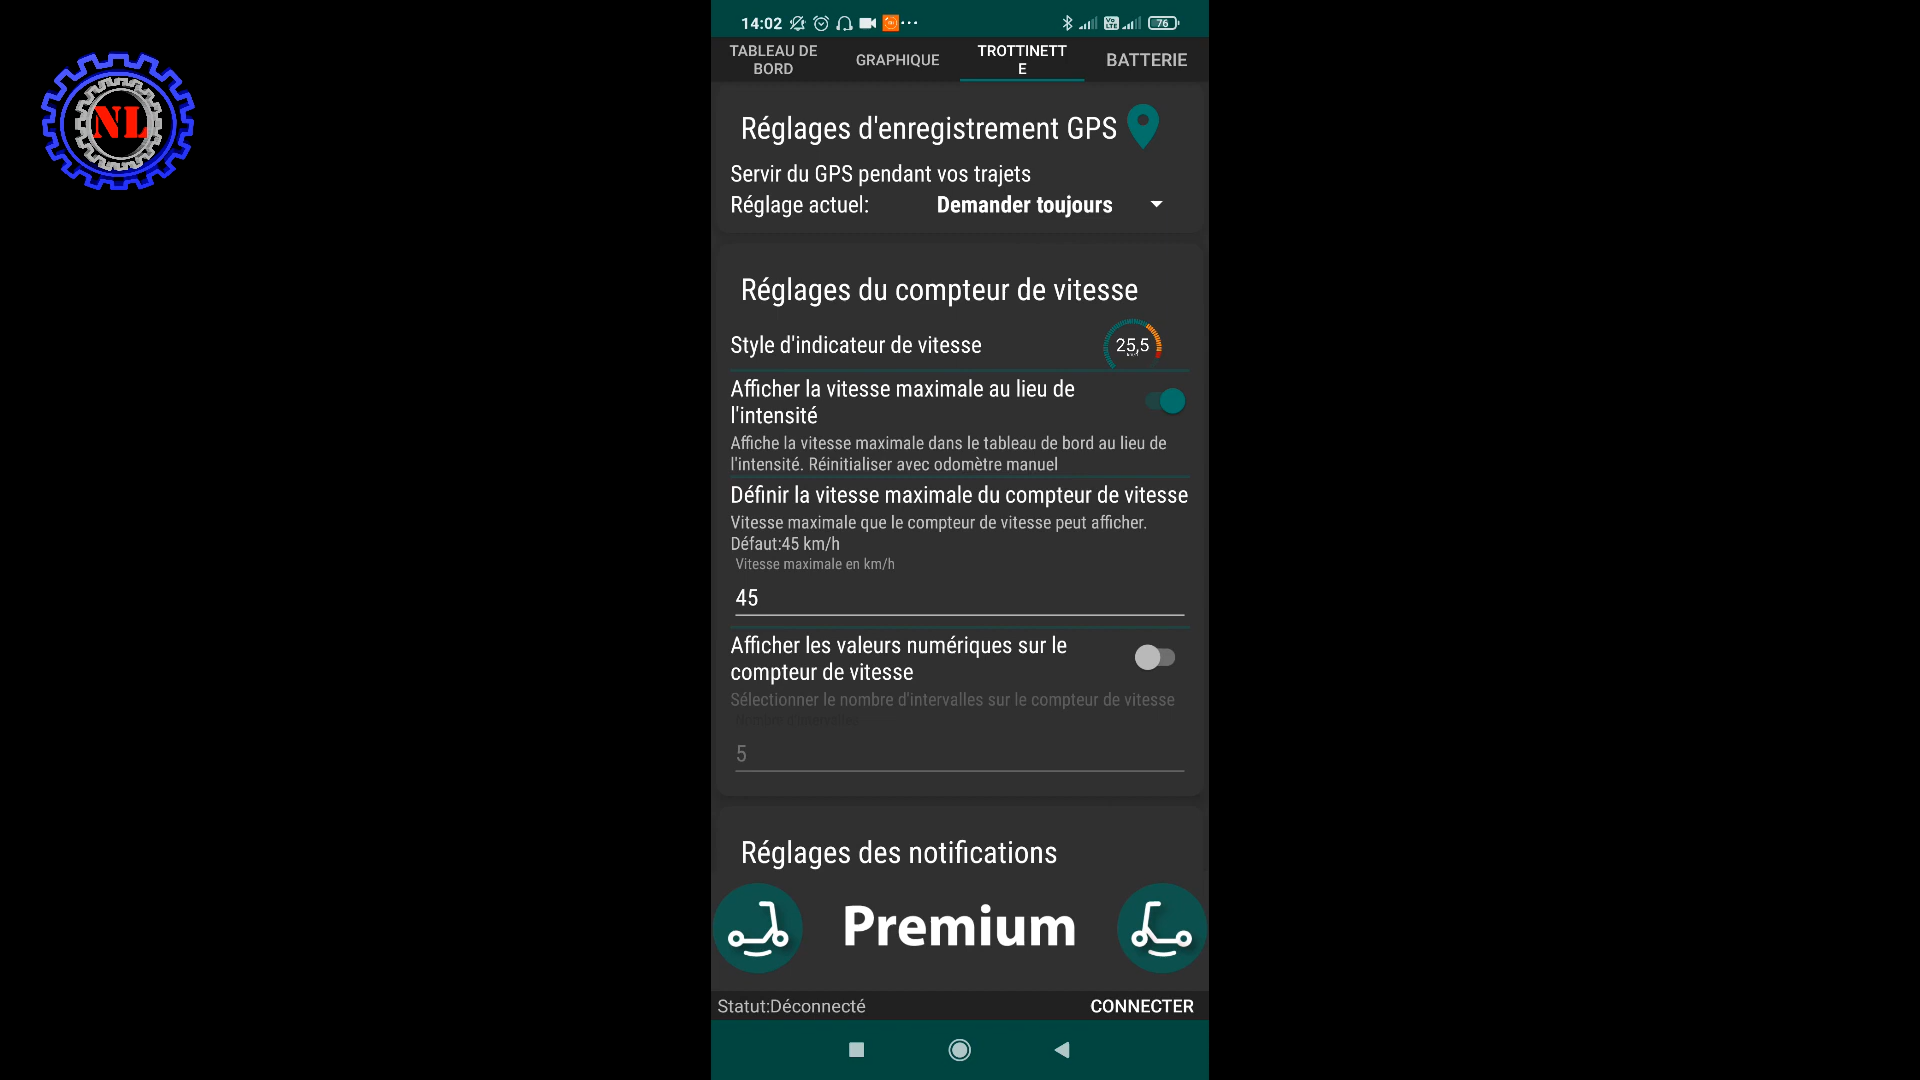 14:02
Vo
LTE
76
TABLEAU DE
BORD
GRAPHIQUE
TROTTINETT
E
BATTERIE
NL
Réglages d'enregistrement GPS
Servir du GPS pendant vos trajets
Réglage actuel: Demander toujours
Réglages du compteur de vitesse
Style d'indicateur de vitesse
25,5
Afficher la vitesse maximale au lieu de
l'intensité
Affiche la vitesse maximale dans le tableau de bord au lieu de
l'intensité. Réinitialiser avec odomètre manuel
Définir la vitesse maximale du compteur de vitesse
Vitesse maximale que le compteur de vitesse peut afficher.
Défaut:45 km/h
Vitesse maximale en km/h
45
Afficher les valeurs numériques sur le
compteur de vitesse
Sélectionner le nombre d'intervalles sur le compteur de vitesse
Nombre d'intervalles
5
Réglages des notifications
Premium
Statut:Déconnecté
CONNECTER